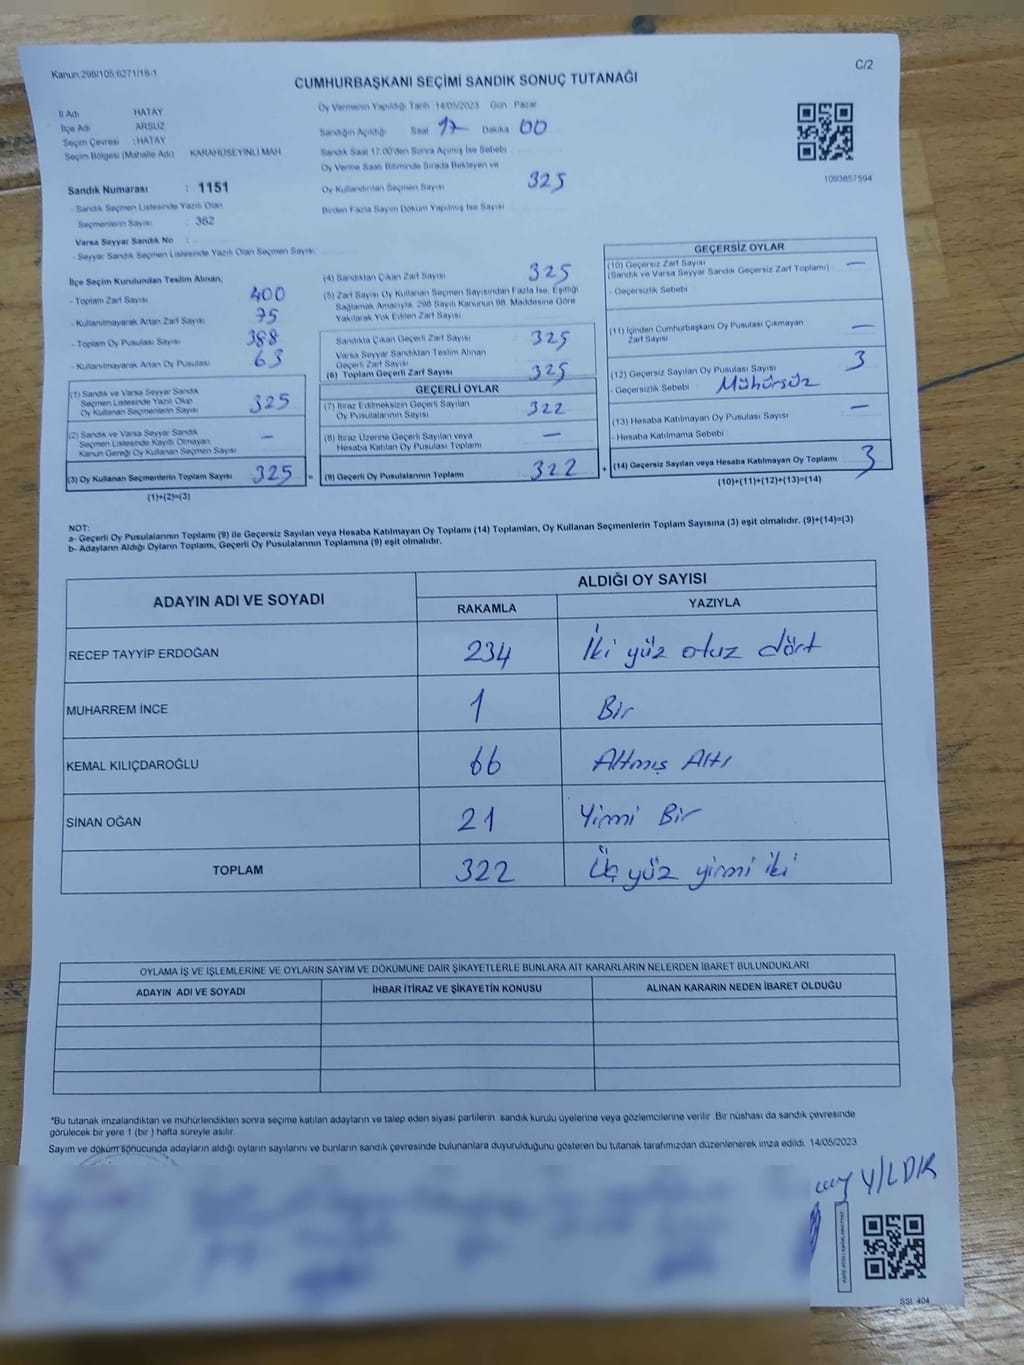 Kanun:298/105;6271/18-1
C/2
CUMHURBAŞKANI SEÇİMİ SANDIK SONUÇ TUTANAĞI
İl Adı HATAY
İlçe Adı ARSUZ
Seçim Çevresi : HATAY
Seçim Bölgesi (Mahalle Adı) KARAHÜSEYİNLİ MAH.
Sandık Numarası : 1151
- Sandık Seçmen Listesinde Yazılı Olan
Seçmenlerin Sayısı : 382
Varsa Seyyar Sandık No :
- Seyyar Sandık Seçmen Listesinde Yazılı Olan Seçmen Sayısı:
Oy Vermenin Yapıldığı Tarih 14/05/2023 Gün Pazar
Sandığın Açıldığı Saat 17 Dakika 00
Sandık Saat 17:00'den Sonra Açımış İse Sebebi
Oy Verme Saati Bitiminde Sırada Bekleyen ve
Oy Kullandırılan Seçmen Sayısı 325
Birden Fazla Sayım Döküm Yapılmış İse Sayısı
1093857594
İlçe Seçim Kurulundan Teslim Alınan;
- Toplam Zarf Sayısı 400
- Kullanılmayarak Artan Zarf Sayısı 75
- Toplam Oy Pusulası Sayısı 388
- Kullanılmayarak Artan Oy Pusulası 63
(1) Sandık ve Varsa Seyyar Sandık
Seçmen Listesinde Yazılı Olup
Oy Kullanan Seçmenlerin Sayısı 325
(2) Sandık ve Varsa Seyyar Sandık
Seçmen Listesinde Kayıtlı Olmayan
Kanun Gereği Oy Kullanan Seçmen Sayısı –
(3) Oy Kullanan Seçmenlerin Toplam Sayısı 325 =
(1)+(2)=(3)
(4) Sandıktan Çıkan Zarf Sayısı 325
(5) Zarf Sayısı Oy Kullanan Seçmen Sayısından Fazla İse, Eşitliği
Sağlamak Amacıyla, 298 Sayılı Kanunun 98. Maddesine Göre
Yakılarak Yok Edilen Zarf Sayısı
Sandıkta Çıkan Geçerli Zarf Sayısı 325
Varsa Seyyar Sandıktan Teslim Alınan
Geçerli Zarf Sayısı
(6) Toplam Geçerli Zarf Sayısı 325
GEÇERLİ OYLAR
(7) İtiraz Edilmeksizin Geçerli Sayılan
Oy Pusulalarının Sayısı 322
(8) İtiraz Üzerine Geçerli Sayılan veya
Hesaba Katılan Oy Pusulası Toplamı –
(9) Geçerli Oy Pusulalarının Toplamı 322 +
GEÇERSİZ OYLAR
(10) Geçersiz Zarf Sayısı –
(Sandık ve Varsa Seyyar Sandık Geçersiz Zarf Toplamı)
- Geçersizlik Sebebi
(11) İçinden Cumhurbaşkanı Oy Pusulası Çıkmayan
Zarf Sayısı –
(12) Geçersiz Sayılan Oy Pusulası Sayısı 3
- Geçersizlik Sebebi : Mühürsüz
(13) Hesaba Katılmayan Oy Pusulası Sayısı –
- Hesaba Katılmama Sebebi
(14) Geçersiz Sayılan veya Hesaba Katılmayan Oy Toplamı 3
(10)+(11)+(12)+(13)=(14)
NOT:
a- Geçerli Oy Pusulalarının Toplamı (9) ile Geçersiz Sayılan veya Hesaba Katılmayan Oy Toplamı (14) Toplamları, Oy Kullanan Seçmenlerin Toplam Sayısına (3) eşit olmalıdır. (9)+(14)=(3)
b- Adayların Aldığı Oyların Toplamı, Geçerli Oy Pusulalarının Toplamına (9) eşit olmalıdır.
ADAYIN ADI VE SOYADI ALDIĞI OY SAYISI
RAKAMLA YAZIYLA
RECEP TAYYİP ERDOĞAN 234 İki yüz otuz dört
MUHARREM İNCE 1 Bir
KEMAL KILIÇDAROĞLU 66 Altmış Altı
SİNAN OĞAN 21 Yirmi Bir
TOPLAM 322 Üç yüz yirmi iki
OYLAMA İŞ VE İŞLEMLERİNE VE OYLARIN SAYIM VE DÖKÜMÜNE DAİR ŞİKAYETLERLE BUNLARA AİT KARARLARIN NELERDEN İBARET BULUNDUKLARI
ADAYIN ADI VE SOYADI İHBAR İTİRAZ VE ŞİKAYETİN KONUSU ALINAN KARARIN NEDEN İBARET OLDUĞU
*Bu tutanak imzalandıktan ve mühürlendikten sonra seçime katılan adayların ve talep eden siyasi partilerin sandık kurulu üyelerine veya gözlemcilerine verilir. Bir nüshası da sandık çevresinde
görülecek bir yere 1 (bir) hafta süreyle asılır.
Sayım ve döküm sonucunda adayların aldığı oyların sayılarını ve bunların sandık çevresinde bulunanlara duyurulduğunu gösteren bu tutanak tarafımızdan düzenlenerek imza edildi. 14/05/2023
YILDIR
SSİ: 404